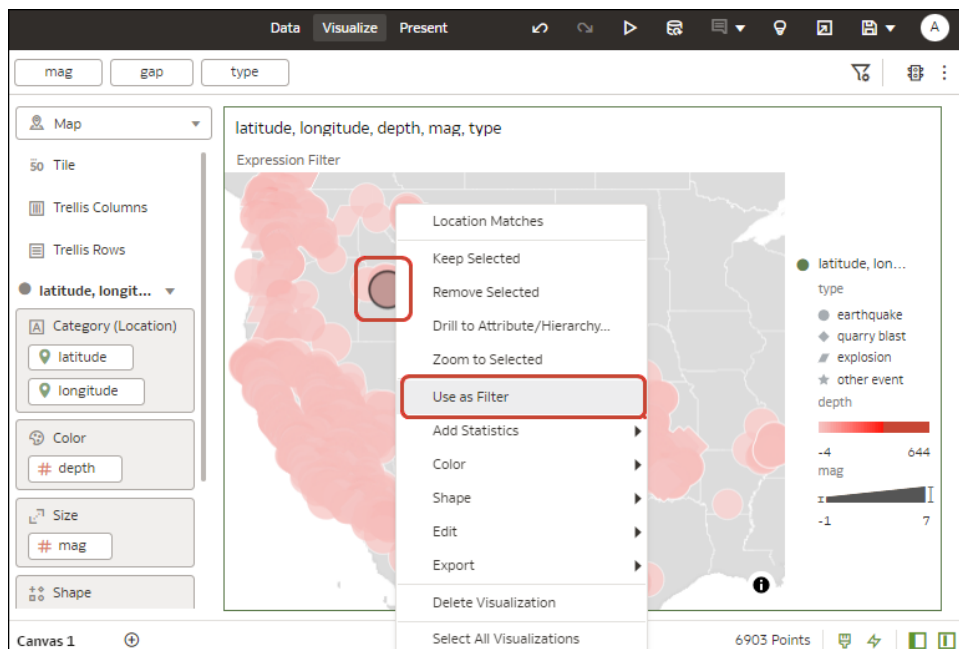 Data Visualize Present A
mag gap type
Map
50 Tile
Trellis Columns
Trellis Rows
latitude, longit...
A Category (Location)
latitude
longitude
Color
# depth
Size
# mag
Shape
latitude, longitude, depth, mag, type
Expression Filter
Location Matches
Keep Selected
Remove Selected
Drill to Attribute/Hierarchy...
Zoom to Selected
Use as Filter
Add Statistics
Color
Shape
Edit
Export
Delete Visualization
Select All Visualizations
latitude, lon...
type
earthquake
quarry blast
explosion
other event
depth
-4 644
mag
-1 7
i
Canvas 1
6903 Points